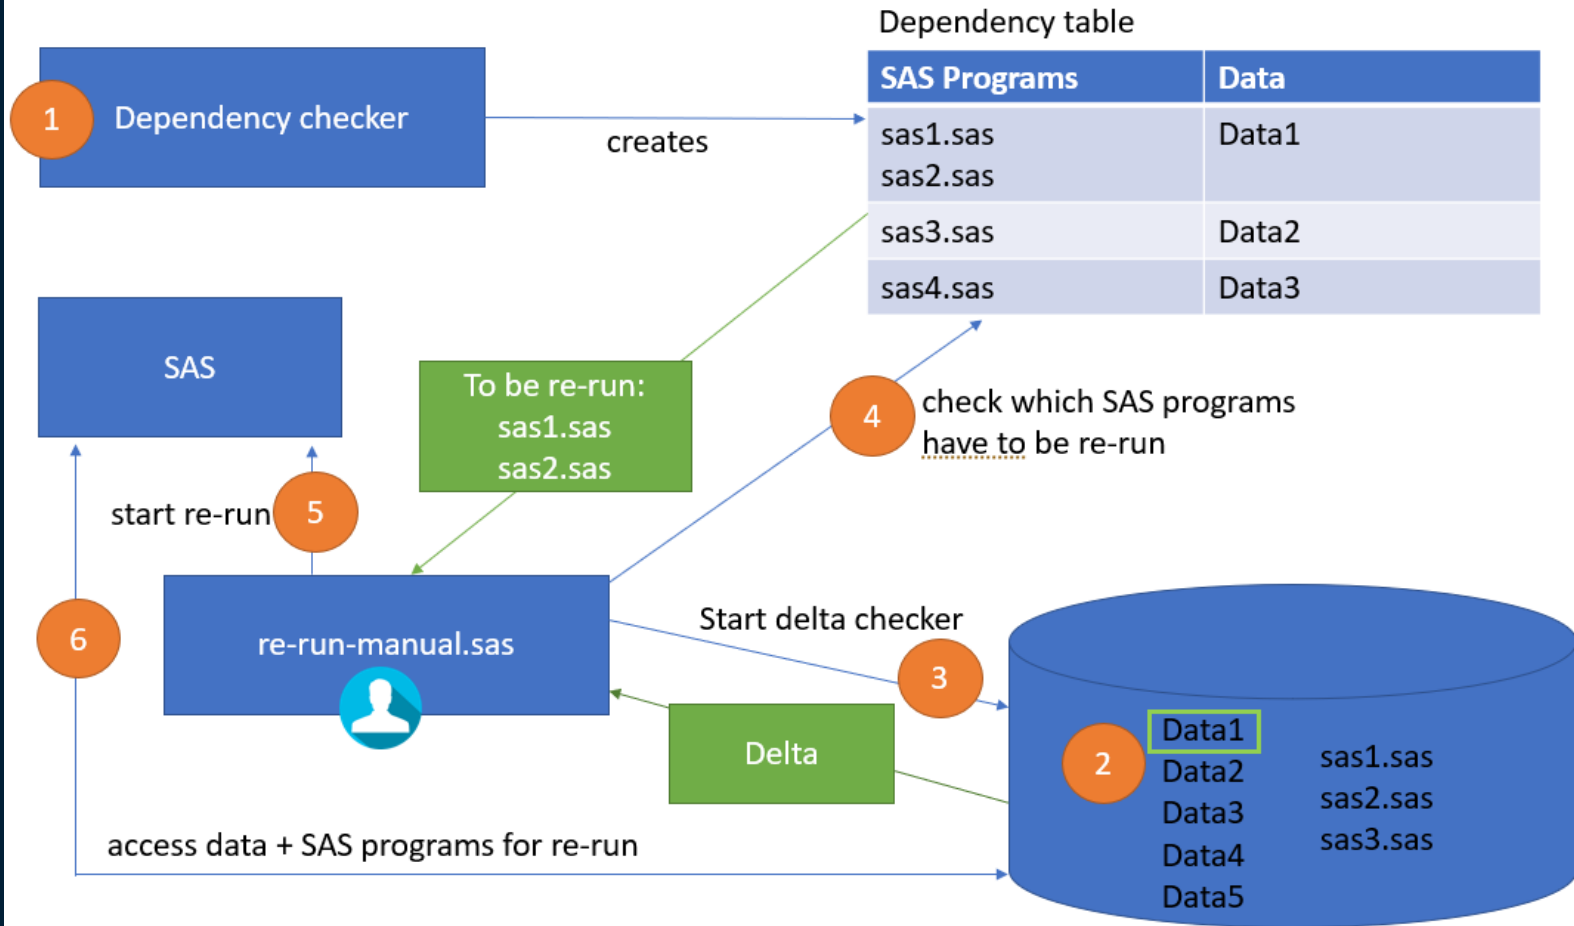 Dependency table
1
Dependency checker
creates
SAS Programs Data
sas1.sas Data1
sas2.sas
sas3.sas Data2
sas4.sas Data3
SAS
To be re-run:
sas1.sas
sas2.sas
4
check which SAS programs
have to be re-run
start re-run
5
6
re-run-manual.sas
Start delta checker
3
Delta
2
Data1
Data2
Data3
Data4
Data5
sas1.sas
sas2.sas
sas3.sas
access data + SAS programs for re-run